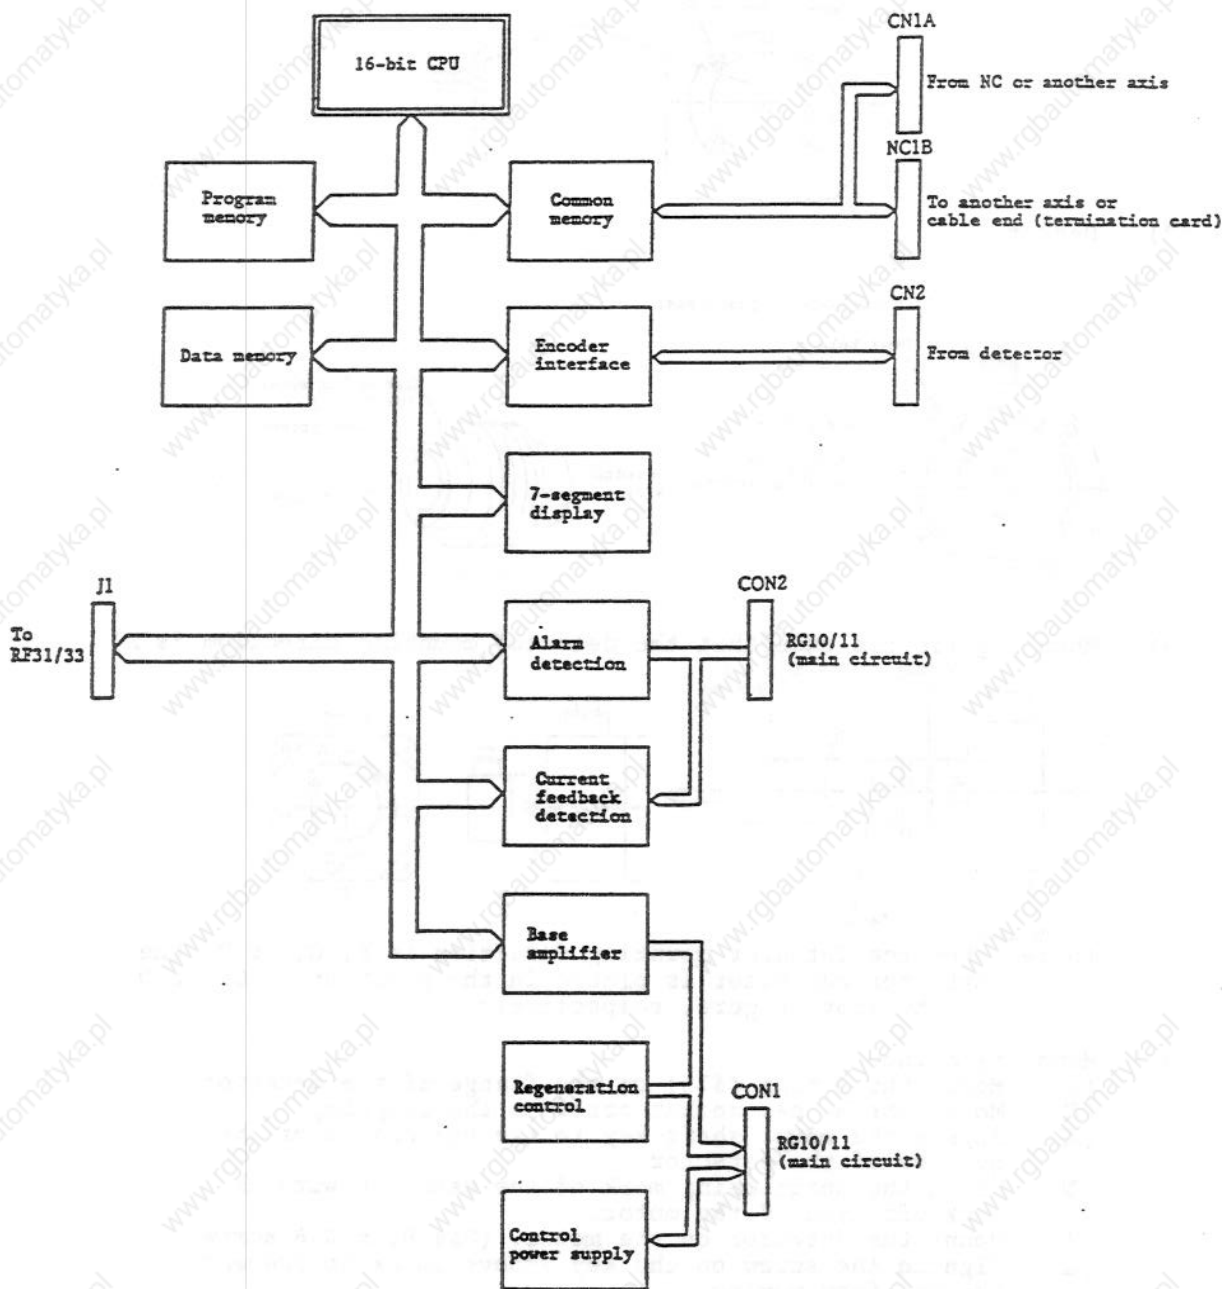 CN1A
16-bit CPU
From NC or another axis
NC1B
Program
memory
Common
memory
To another axis or
cable end (termination card)
CN2
Data memory
Encoder
interface
From detector
7-segment
display
J1
CON2
To
RF31/33
Alarm
detection
RG10/11
(main circuit)
Current
feedback
detection
Base
amplifier
Regeneration
control
CON1
RG10/11
(main circuit)
Control
power supply
www.rgbautomatyka.pl